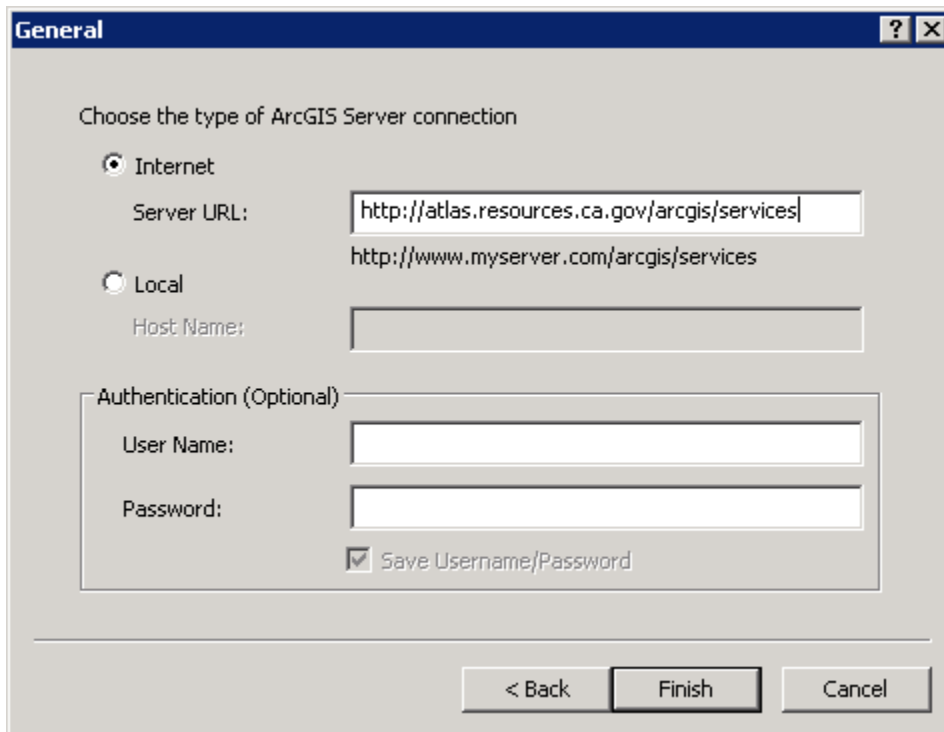 General
Choose the type of ArcGIS Server connection
Internet
Server URL: http://atlas.resources.ca.gov/arcgis/services
http://www.myserver.com/arcgis/services
Local
Host Name:
Authentication (Optional)
User Name:
Password:
Save Username/Password
< Back Finish Cancel